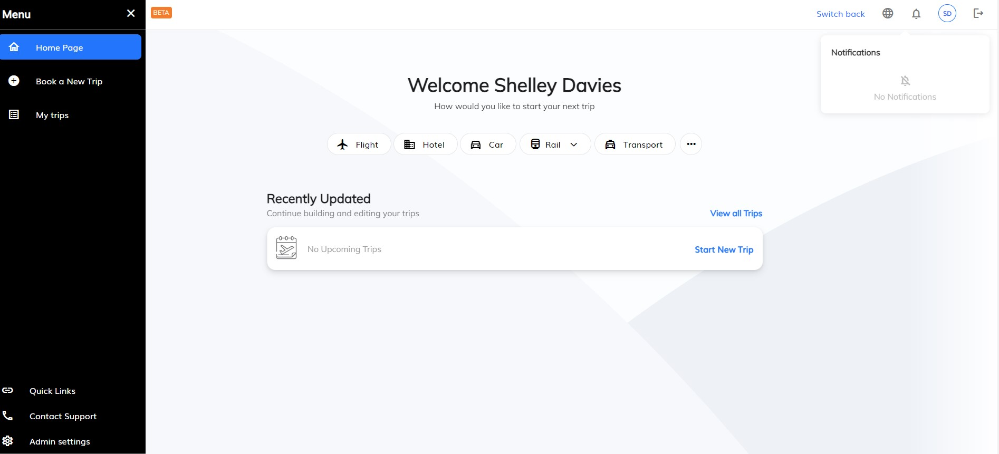 Menu
BETA
Switch back
SD
Home Page
Book a New Trip
My trips
Notifications
No Notifications
Welcome Shelley Davies
How would you like to start your next trip
Flight
Hotel
Car
Rail
Transport
Recently Updated
Continue building and editing your trips
View all Trips
No Upcoming Trips
Start New Trip
Quick Links
Contact Support
Admin settings